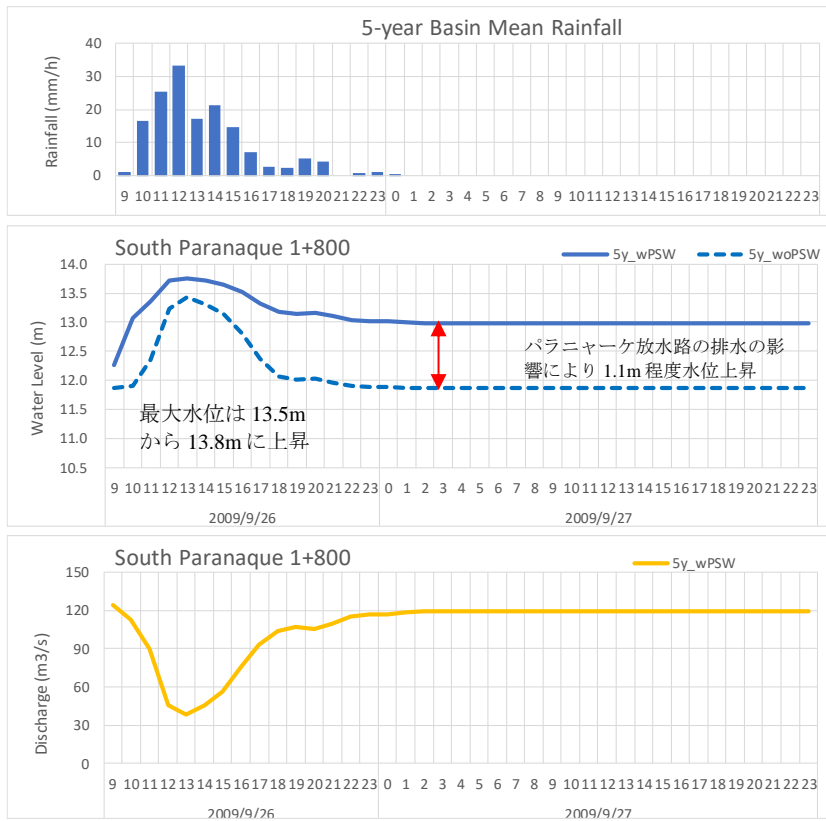 5-year Basin Mean Rainfall
Rainfall (mm/h)
40
30
20
10
0
9 10 11 12 13 14 15 16 17 18 19 20 21 22 23 0 1 2 3 4 5 6 7 8 9 10 11 12 13 14 15 16 17 18 19 20 21 22 23
South Paranaque 1+800
5y_wPSW
5y_woPSW
Water Level (m)
14.0
13.5
13.0
12.5
12.0
11.5
11.0
10.5
パラニャーケ放水路の排水の影
響により 1.1m 程度水位上昇
最大水位は 13.5m
から 13.8m に上昇
9 10 11 12 13 14 15 16 17 18 19 20 21 22 23 0 1 2 3 4 5 6 7 8 9 10 11 12 13 14 15 16 17 18 19 20 21 22 23
2009/9/26
2009/9/27
South Paranaque 1+800
5y_wPSW
Discharge (m3/s)
150
120
90
60
30
0
9 10 11 12 13 14 15 16 17 18 19 20 21 22 23 0 1 2 3 4 5 6 7 8 9 10 11 12 13 14 15 16 17 18 19 20 21 22 23
2009/9/26
2009/9/27